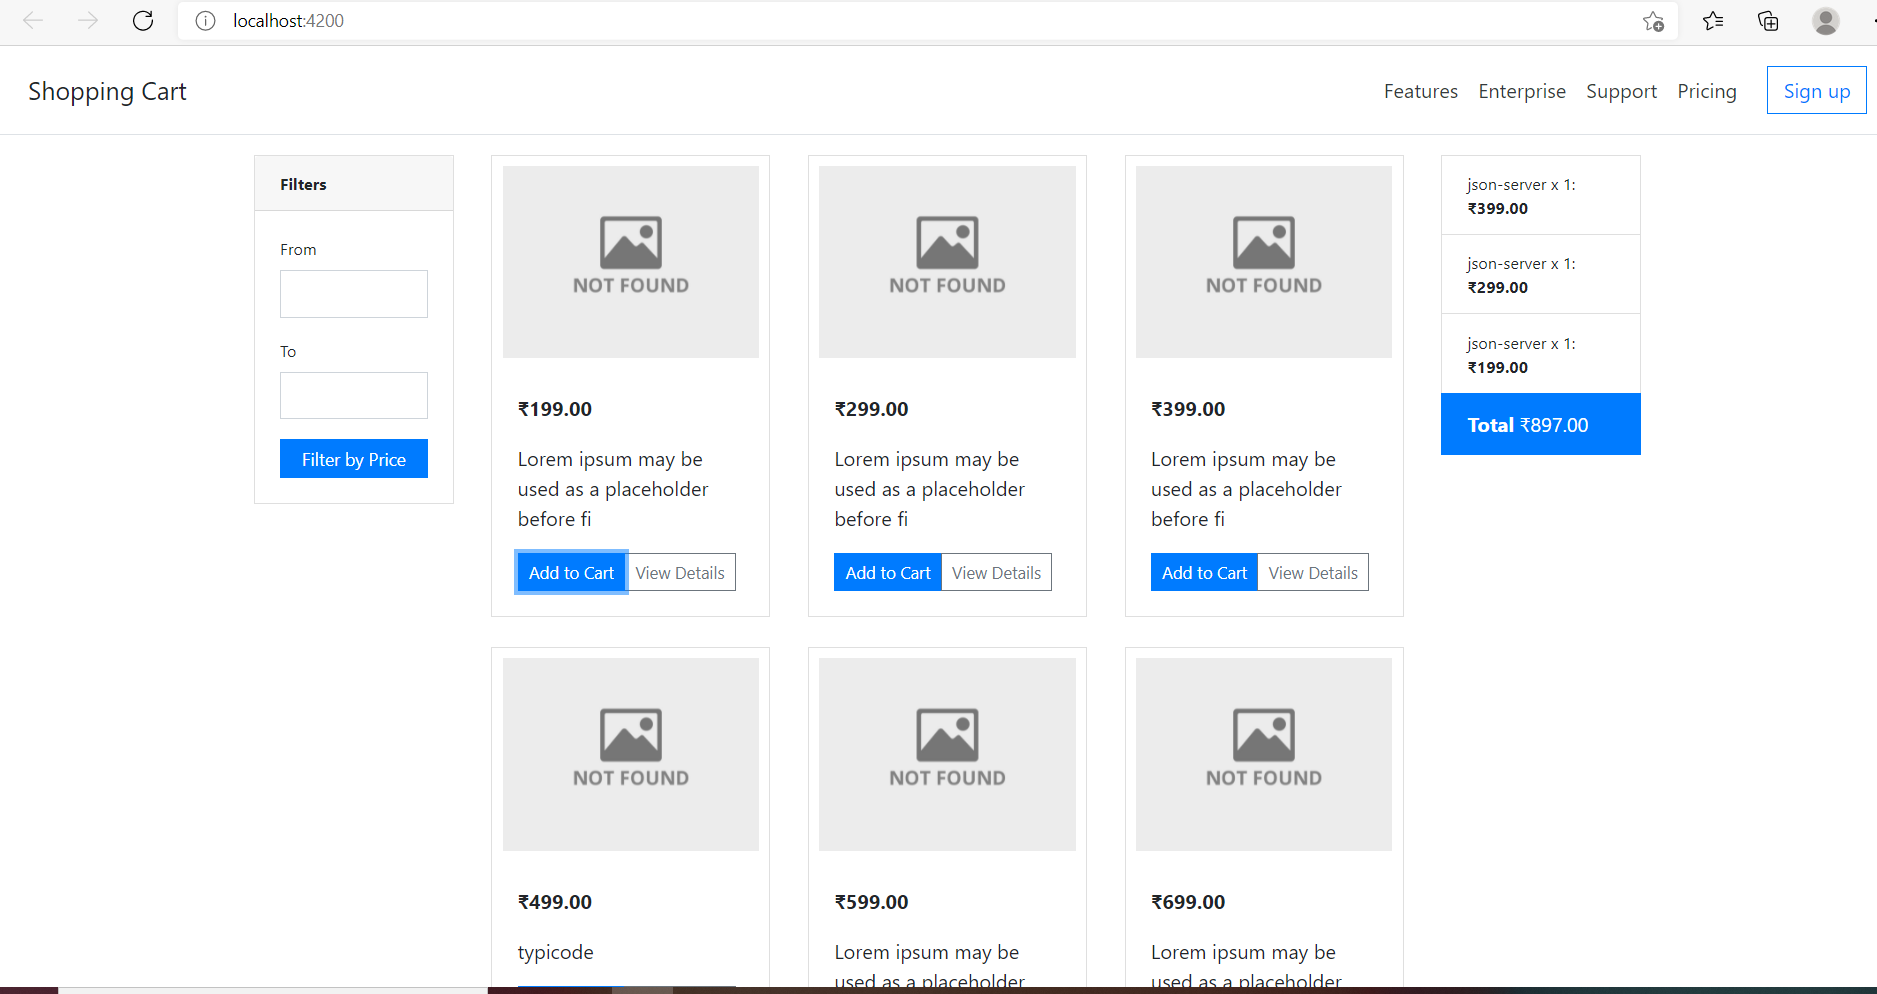 localhost:4200
Shopping Cart
Features Enterprise Support Pricing Sign up
Filters
From
To
Filter by Price
NOT FOUND
₹199.00
Lorem ipsum may be
used as a placeholder
before fi
Add to Cart View Details
NOT FOUND
₹299.00
Lorem ipsum may be
used as a placeholder
before fi
Add to Cart View Details
NOT FOUND
₹399.00
Lorem ipsum may be
used as a placeholder
before fi
Add to Cart View Details
NOT FOUND
₹499.00
typicode
NOT FOUND
₹599.00
Lorem ipsum may be
used as a placeholder
NOT FOUND
₹699.00
Lorem ipsum may be
used as a placeholder
json-server x 1:
₹399.00
json-server x 1:
₹299.00
json-server x 1:
₹199.00
Total ₹897.00